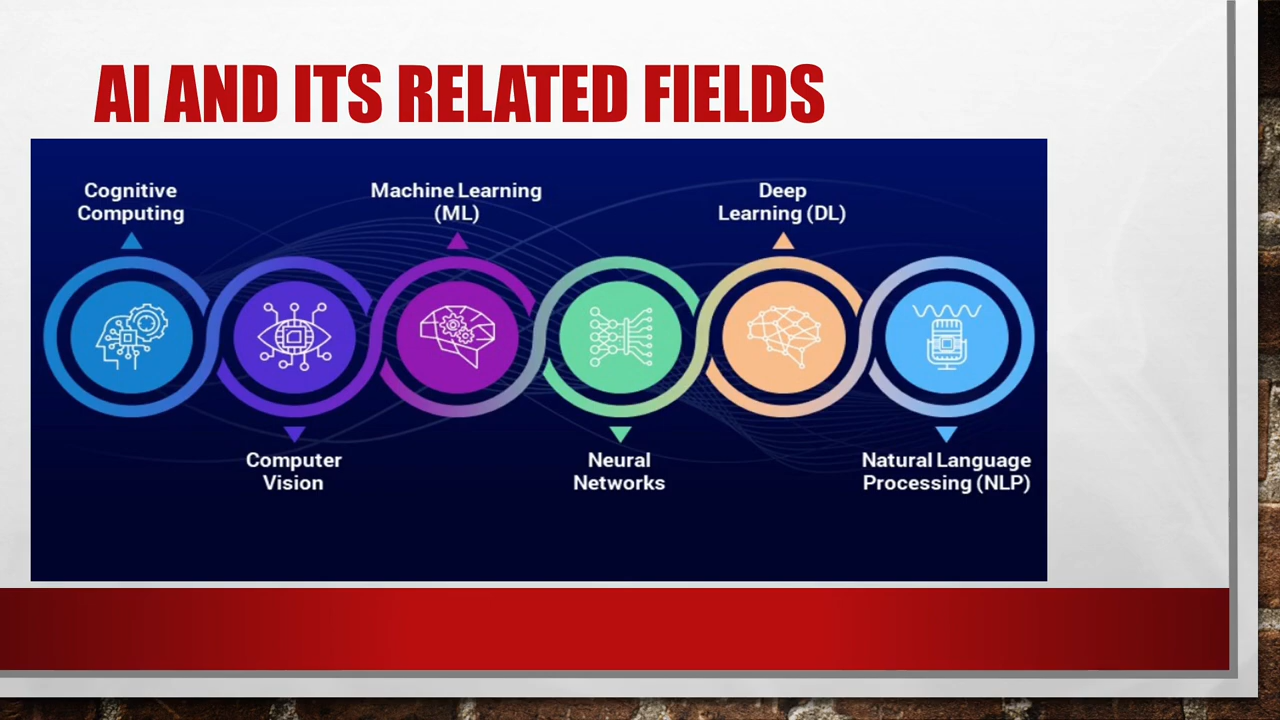 AI AND ITS RELATED FIELDS
Cognitive
Computing
Machine Learning
(ML)
Deep
Learning (DL)
Computer
Vision
Neural
Networks
Natural Language
Processing (NLP)